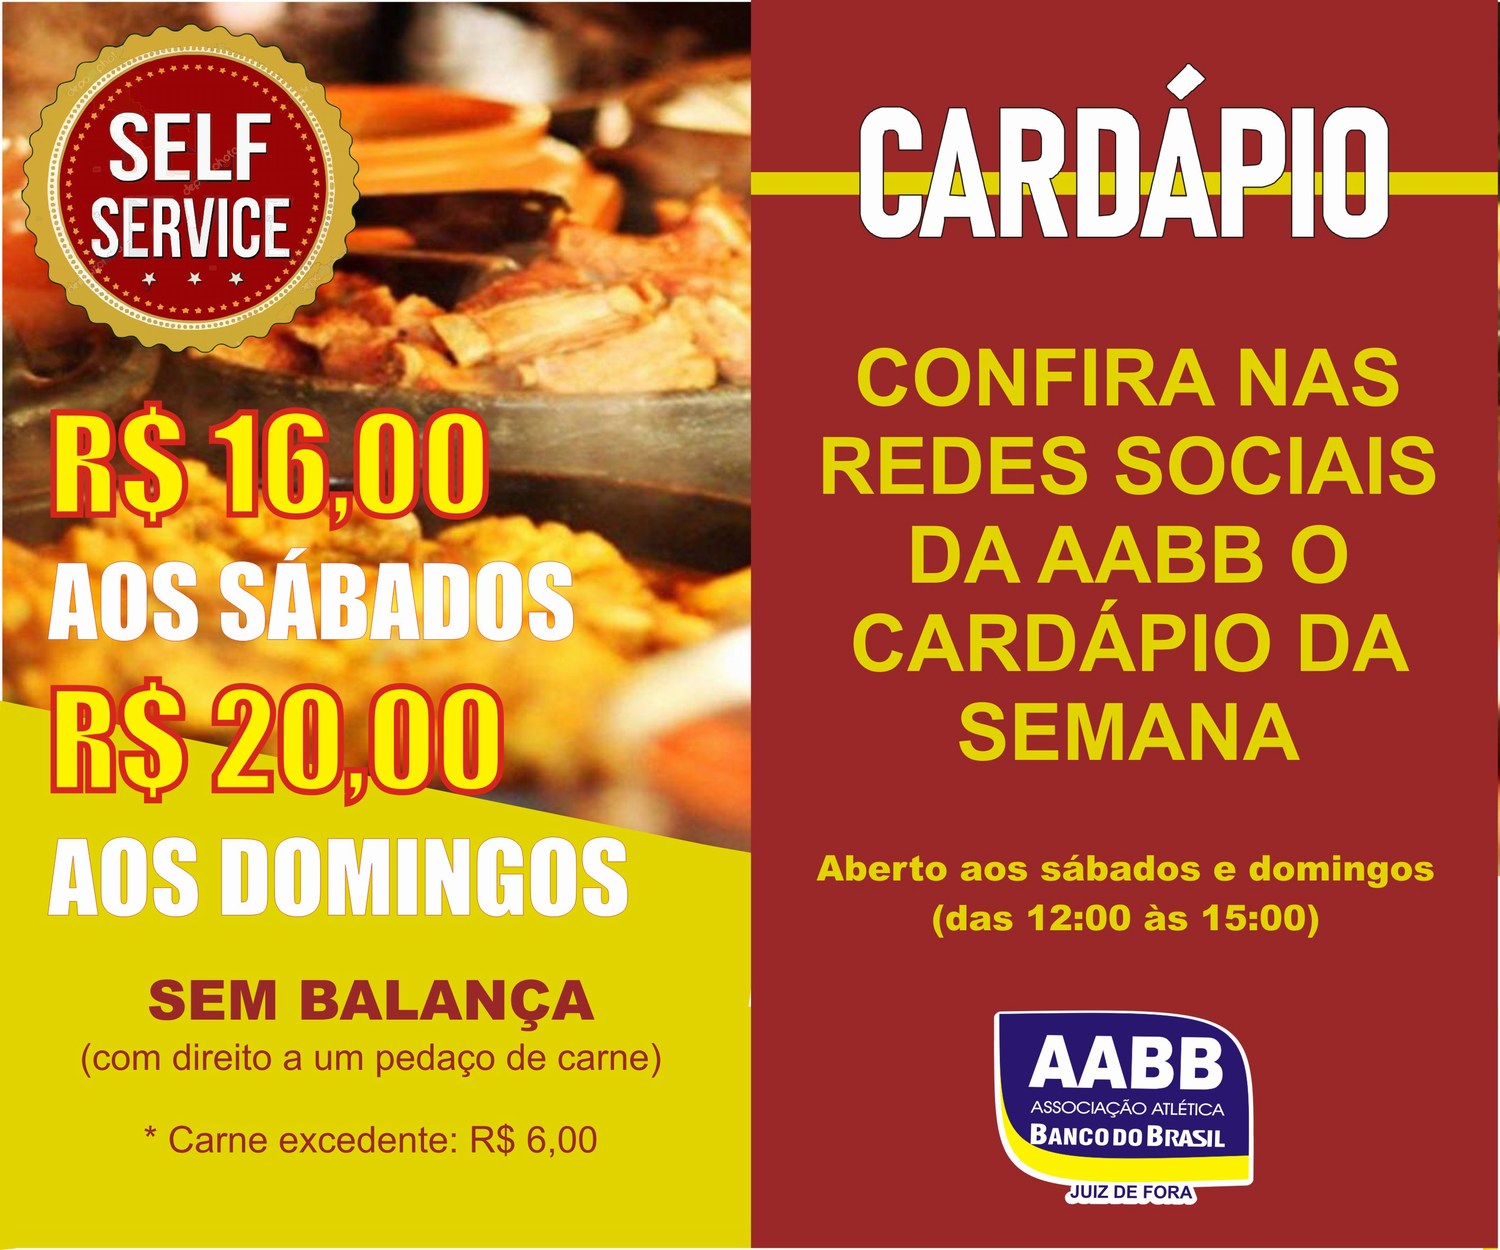 SELF
SERVICE
R$ 16,00
AOS SÁBADOS
R$ 20,00
AOS DOMINGOS
SEM BALANÇA
(com direito a um pedaço de carne)
* Carne excedente: R$ 6,00
CARDÁPIO
CONFIRA NAS
REDES SOCIAIS
DA AABB O
CARDÁPIO DA
SEMANA
Aberto aos sábados e domingos
(das 12:00 às 15:00)
AABB
ASSOCIAÇÃO ATLÉTICA
BANCO DO BRASIL
JUIZ DE FORA